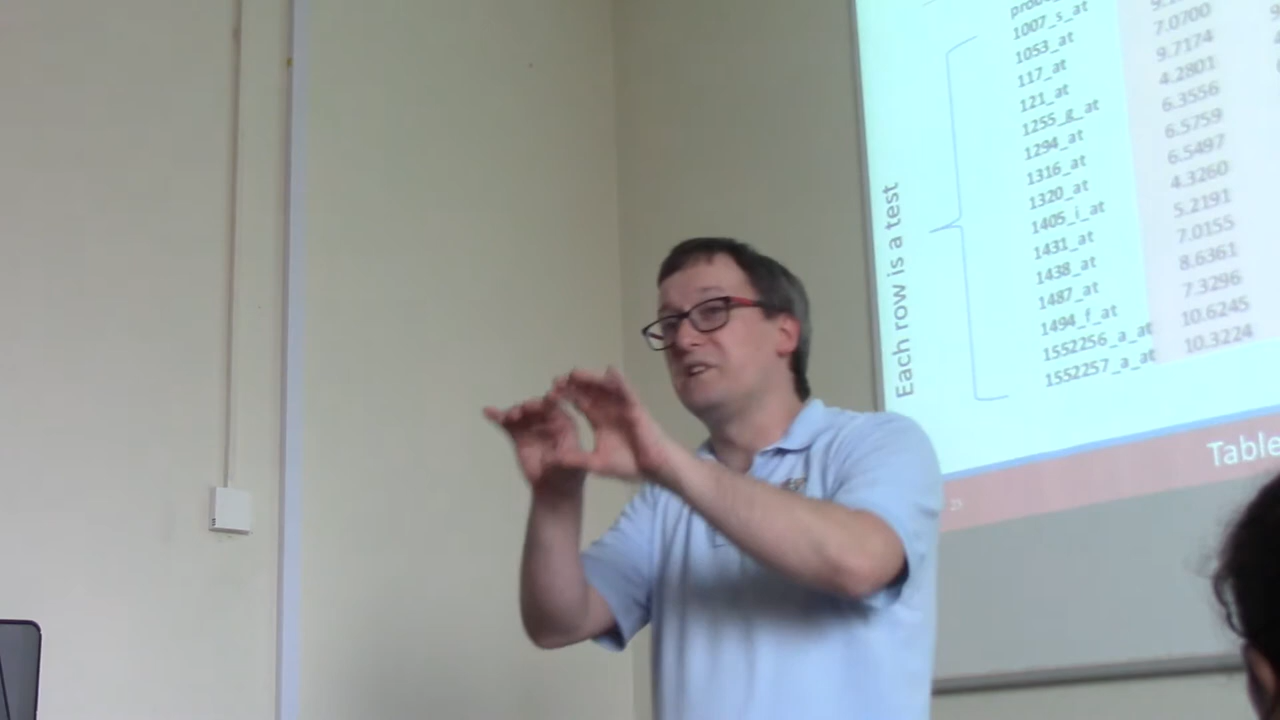 Each row is a test
1007_s_at
1053_at 7.0700
117_at 9.7174
121_at 4.2801
1255_g_at 6.3556
1294_at 6.5759
1316_at 6.5497
1320_at 4.3260
1405_i_at 5.2191
1431_at 7.0155
1438_at 8.6361
1487_at 7.3296
1494_f_at 10.6245
1552256_a_at 10.3224
1552257_a_at
Table
23